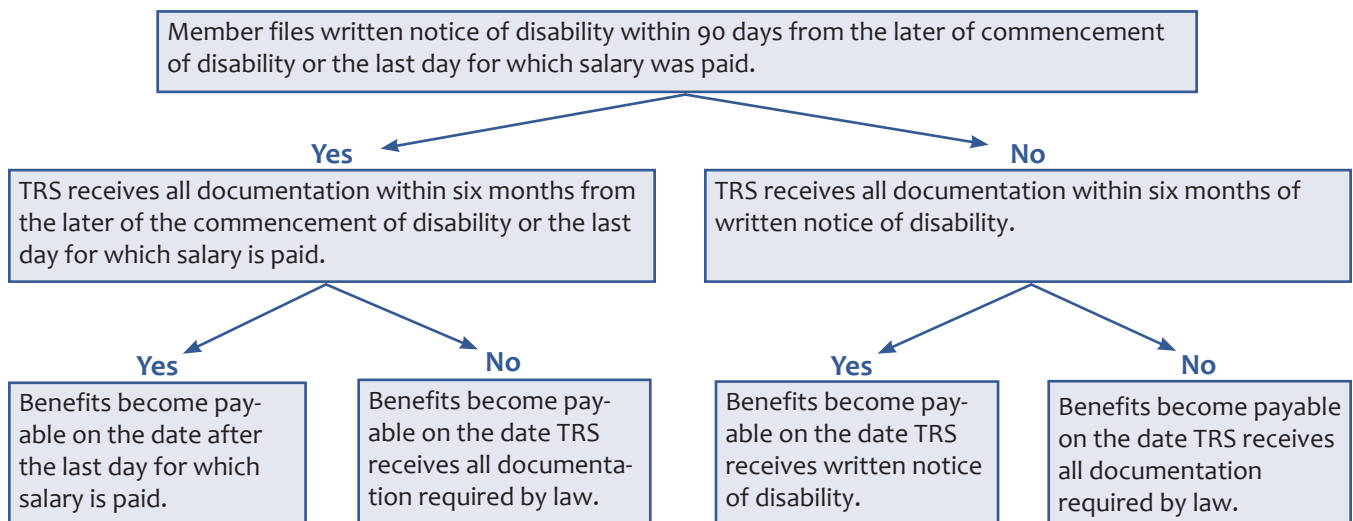 Member files written notice of disability within 90 days from the later of commencement
of disability or the last day for which salary was paid.
Yes
No
TRS receives all documentation within six months from
the later of the commencement of disability or the last
day for which salary is paid.
TRS receives all documentation within six months of
written notice of disability.
Yes
No
Yes
No
Benefits become pay-
able on the date after
the last day for which
salary is paid.
Benefits become pay-
able on the date TRS
receives all documenta-
tion required by law.
Benefits become pay-
able on the date TRS
receives written notice
of disability.
Benefits become payable
on the date TRS receives
all documentation
required by law.